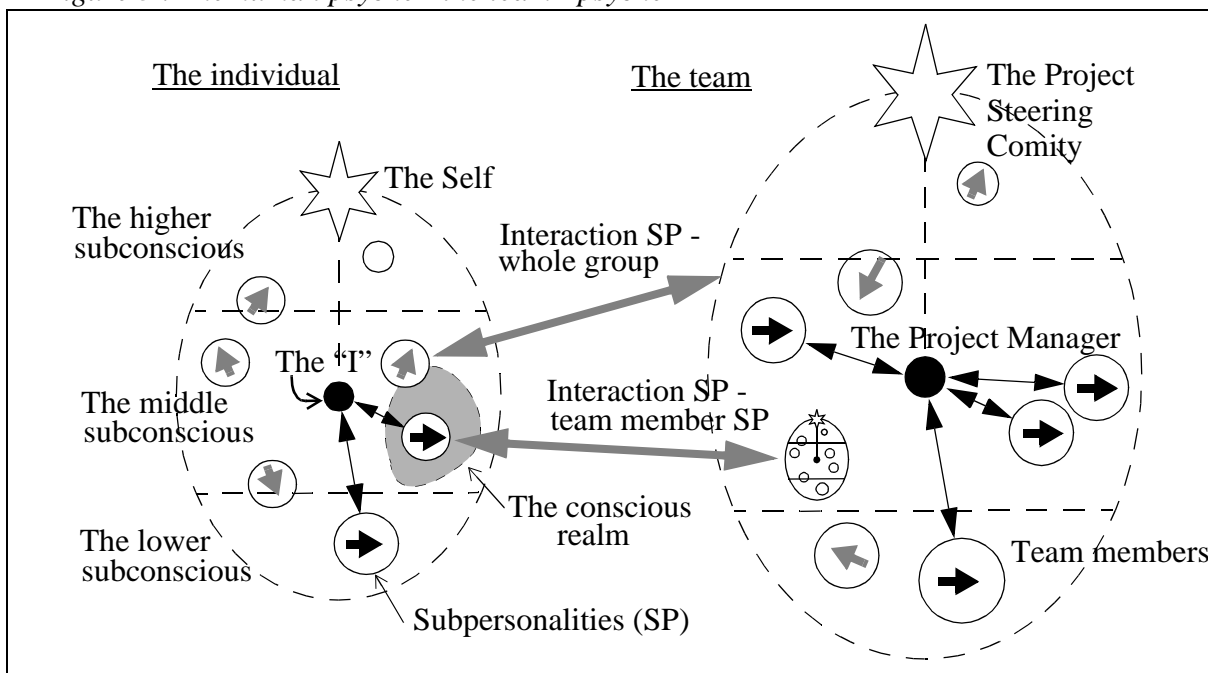 The individual
The team
The Project
Steering
Comity
The Self
The higher
subconscious
Interaction SP -
whole group
The “I”
The Project Manager
The middle
subconscious
Interaction SP -
team member SP
The conscious
realm
The lower
subconscious
Team members
Subpersonalities (SP)